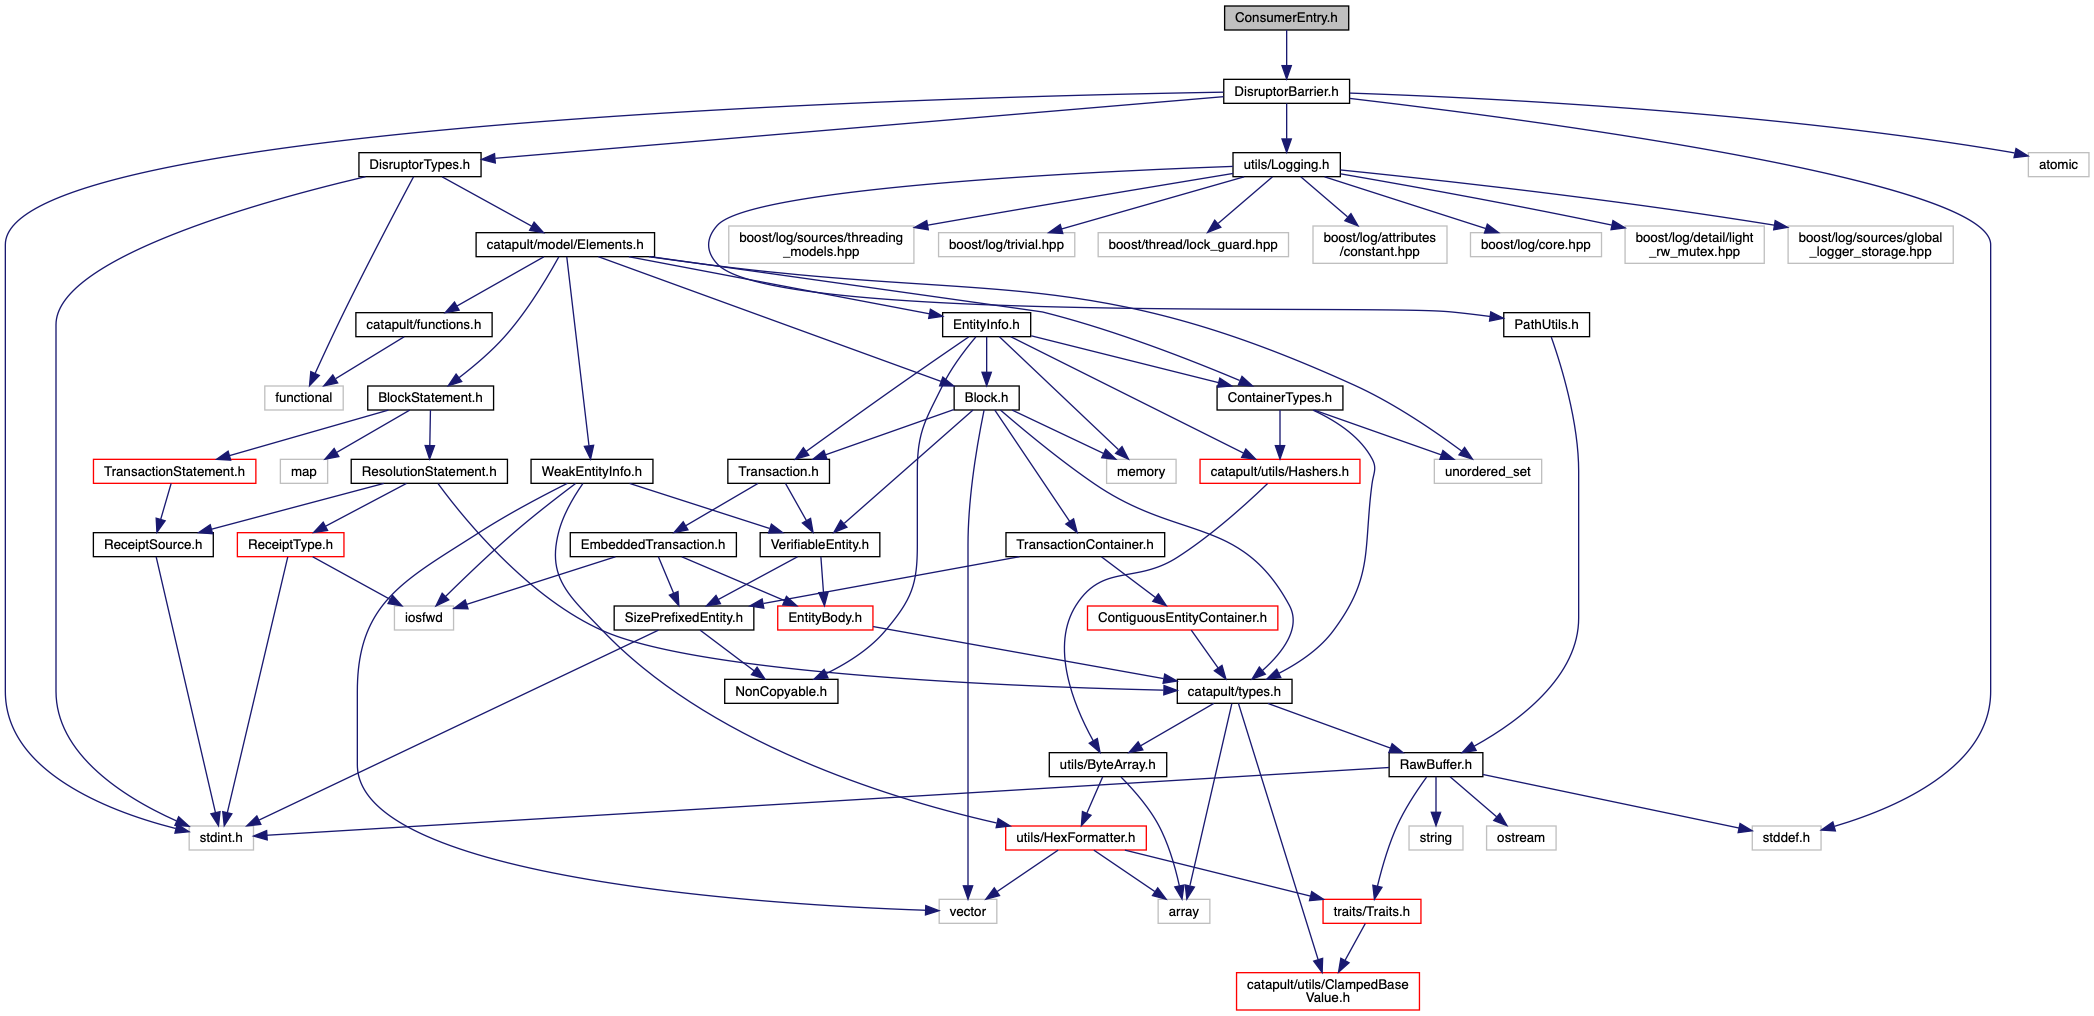 ConsumerEntry.h
DisruptorBarrier.h
DisruptorTypes.h
utils/Logging.h
atomic
catapult/model/Elements.h
boost/log/sources/threading
_models.hpp
boost/log/trivial.hpp
boost/thread/lock_guard.hpp
boost/log/attributes
/constant.hpp
boost/log/core.hpp
boost/log/detail/light
_rw_mutex.hpp
boost/log/sources/global
_logger_storage.hpp
catapult/functions.h
EntityInfo.h
PathUtils.h
functional
BlockStatement.h
Block.h
ContainerTypes.h
TransactionStatement.h
map
ResolutionStatement.h
WeakEntityInfo.h
Transaction.h
memory
catapult/utils/Hashers.h
unordered_set
ReceiptSource.h
ReceiptType.h
EmbeddedTransaction.h
VerifiableEntity.h
TransactionContainer.h
iosfwd
SizePrefixedEntity.h
EntityBody.h
ContiguousEntityContainer.h
NonCopyable.h
catapult/types.h
utils/ByteArray.h
RawBuffer.h
stdint.h
utils/HexFormatter.h
string
ostream
stddef.h
vector
array
traits/Traits.h
catapult/utils/ClampedBase
Value.h